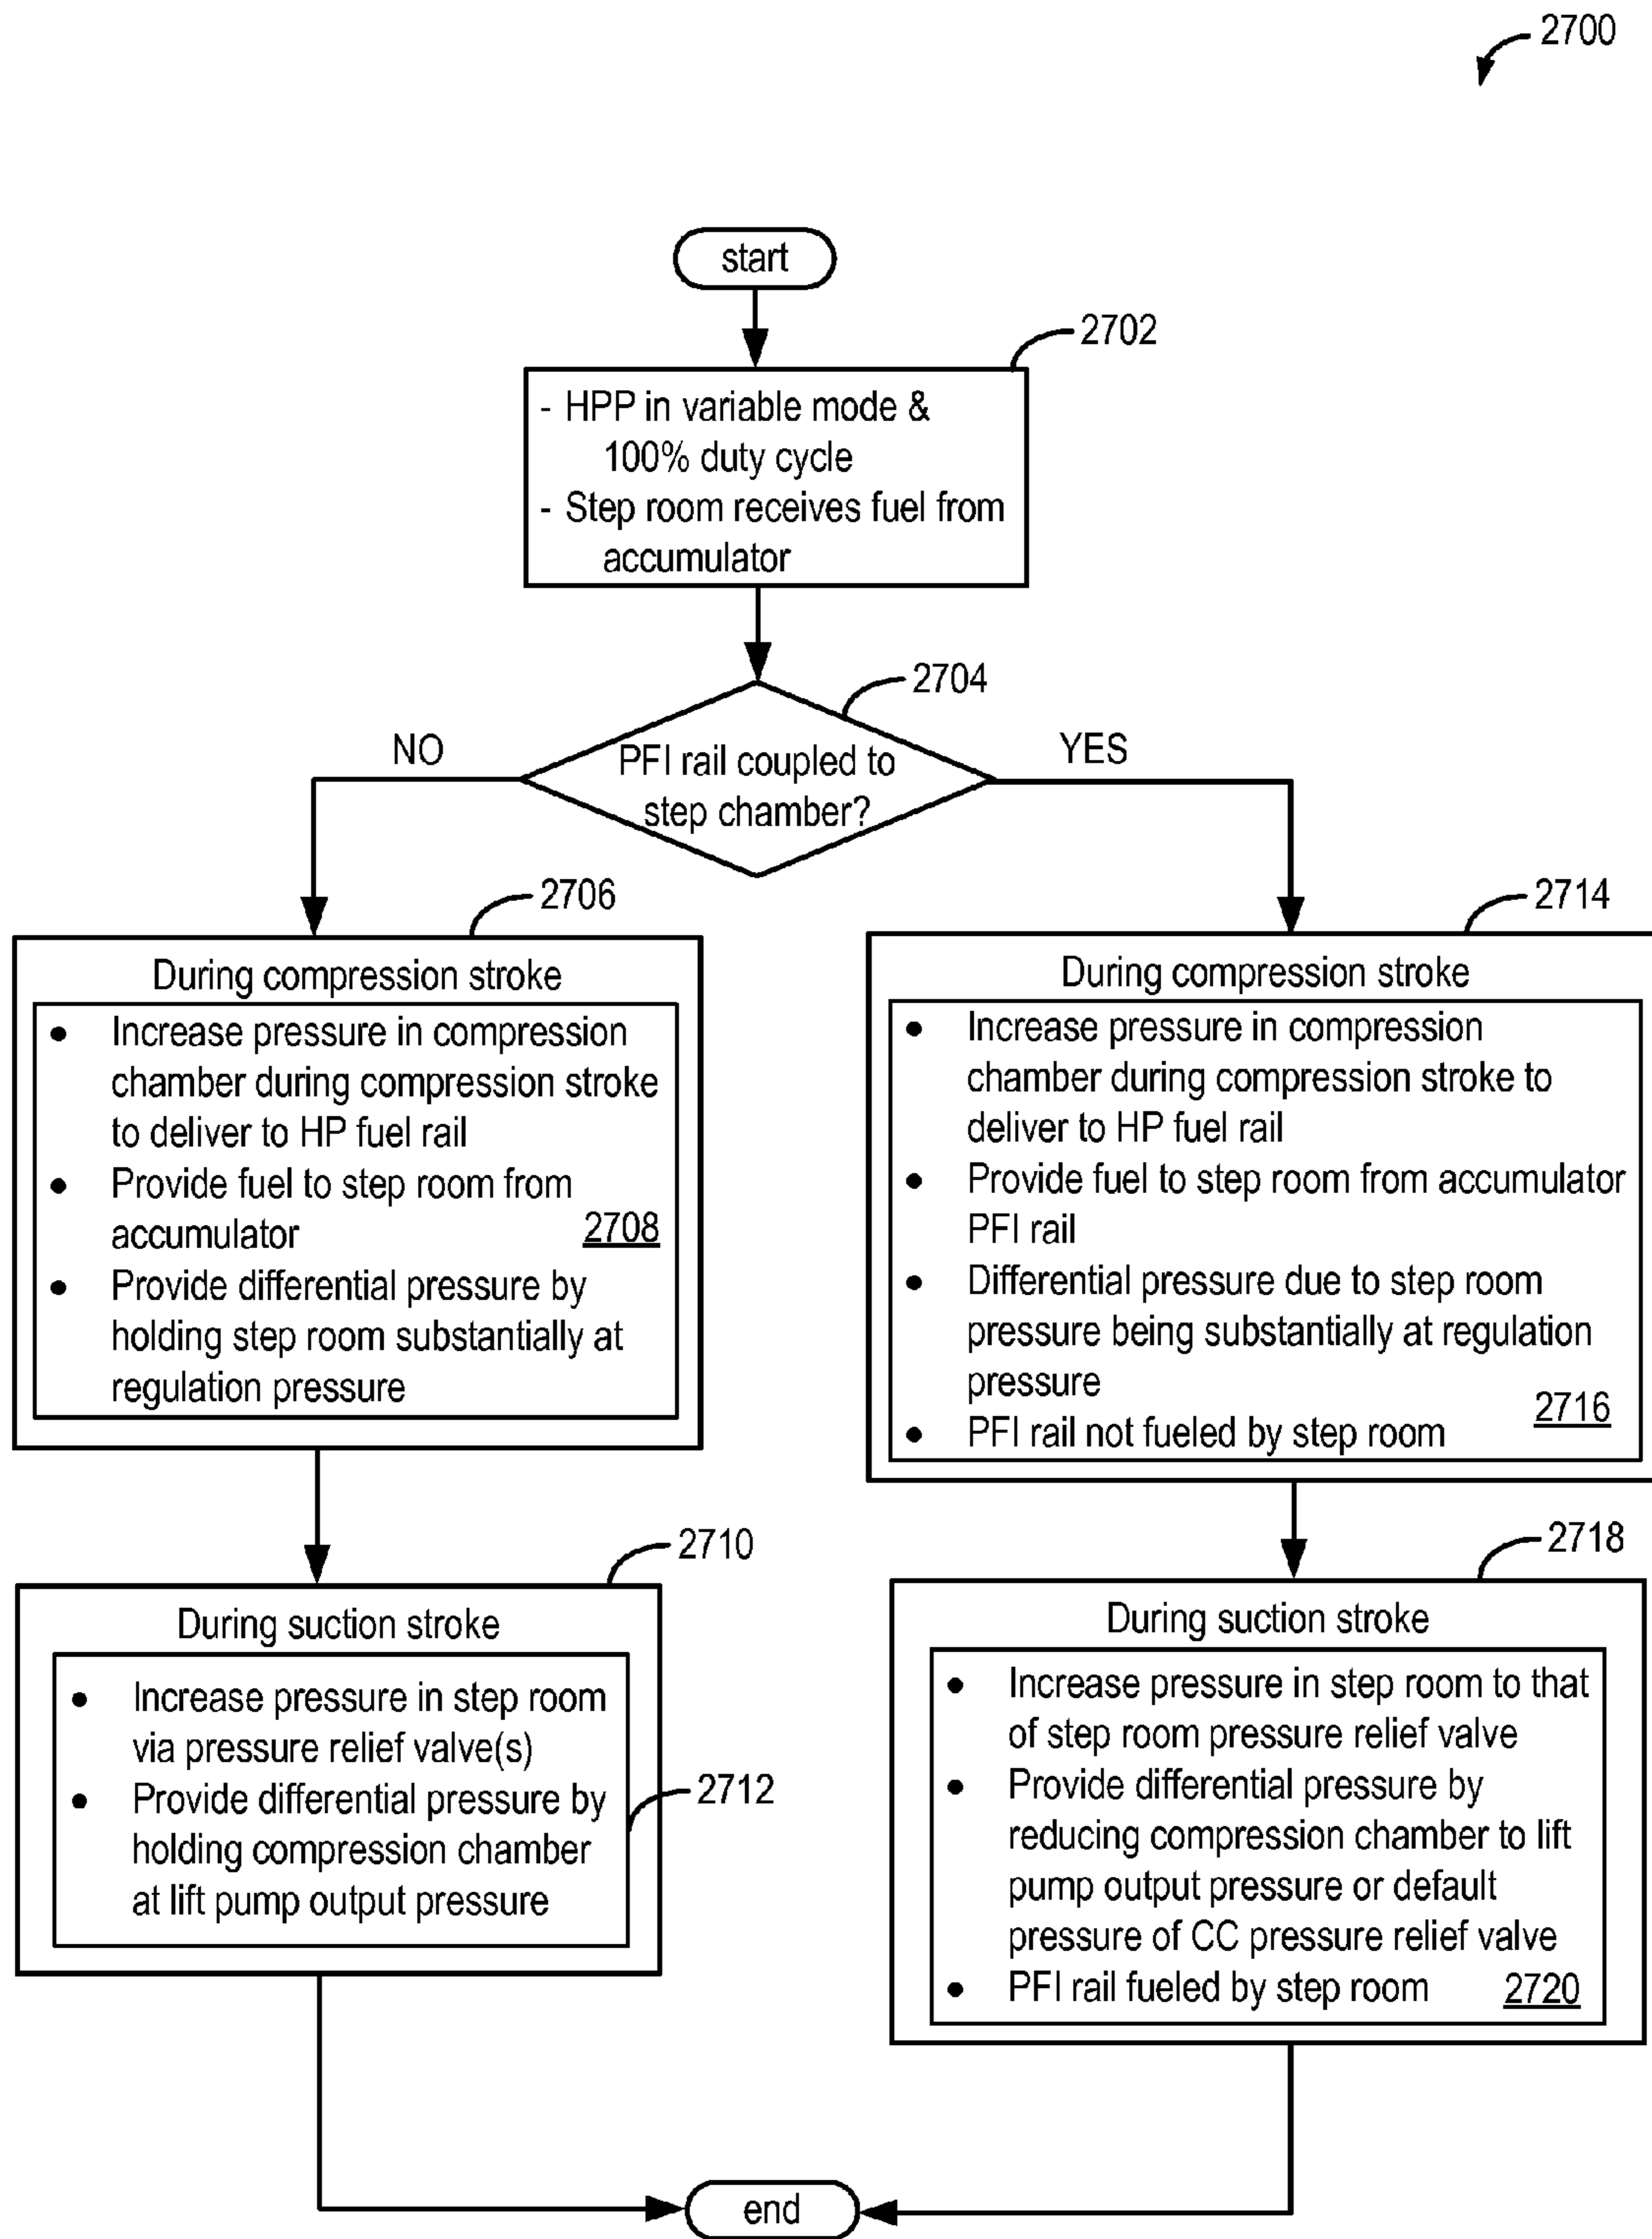 2700
start
2702
- HPP in variable mode &
100% duty cycle
- Step room receives fuel from
accumulator
2704
PFI rail coupled to
step chamber?
NO
YES
2706
During compression stroke
• Increase pressure in compression
chamber during compression stroke
to deliver to HP fuel rail
• Provide fuel to step room from
accumulator
2708
• Provide differential pressure by
holding step room substantially at
regulation pressure
2714
During compression stroke
• Increase pressure in compression
chamber during compression stroke to
deliver to HP fuel rail
• Provide fuel to step room from accumulator
PFI rail
• Differential pressure due to step room
pressure being substantially at regulation
pressure
2716
• PFI rail not fueled by step room
2710
During suction stroke
• Increase pressure in step room
via pressure relief valve(s)
• Provide differential pressure by
holding compression chamber
at lift pump output pressure
2712
2718
During suction stroke
• Increase pressure in step room to that
of step room pressure relief valve
• Provide differential pressure by
reducing compression chamber to lift
pump output pressure or default
pressure of CC pressure relief valve
• PFI rail fueled by step room 2720
end